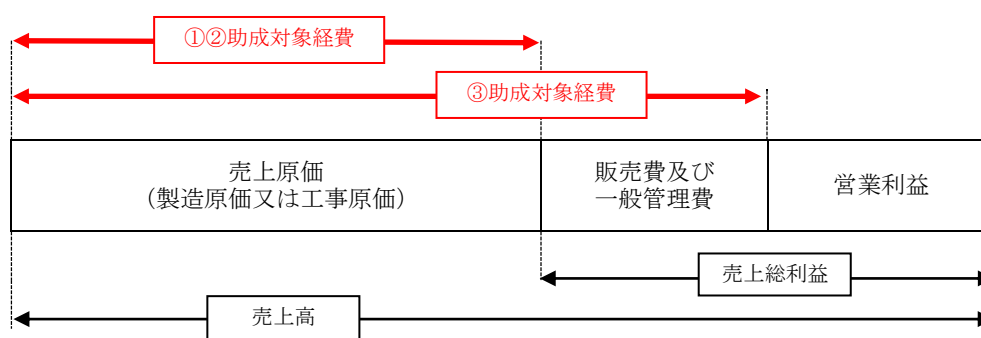 ①②助成対象経費
③助成対象経費
売上原価
（製造原価又は工事原価）
販売費及び
一般管理費
営業利益
売上総利益
売上高